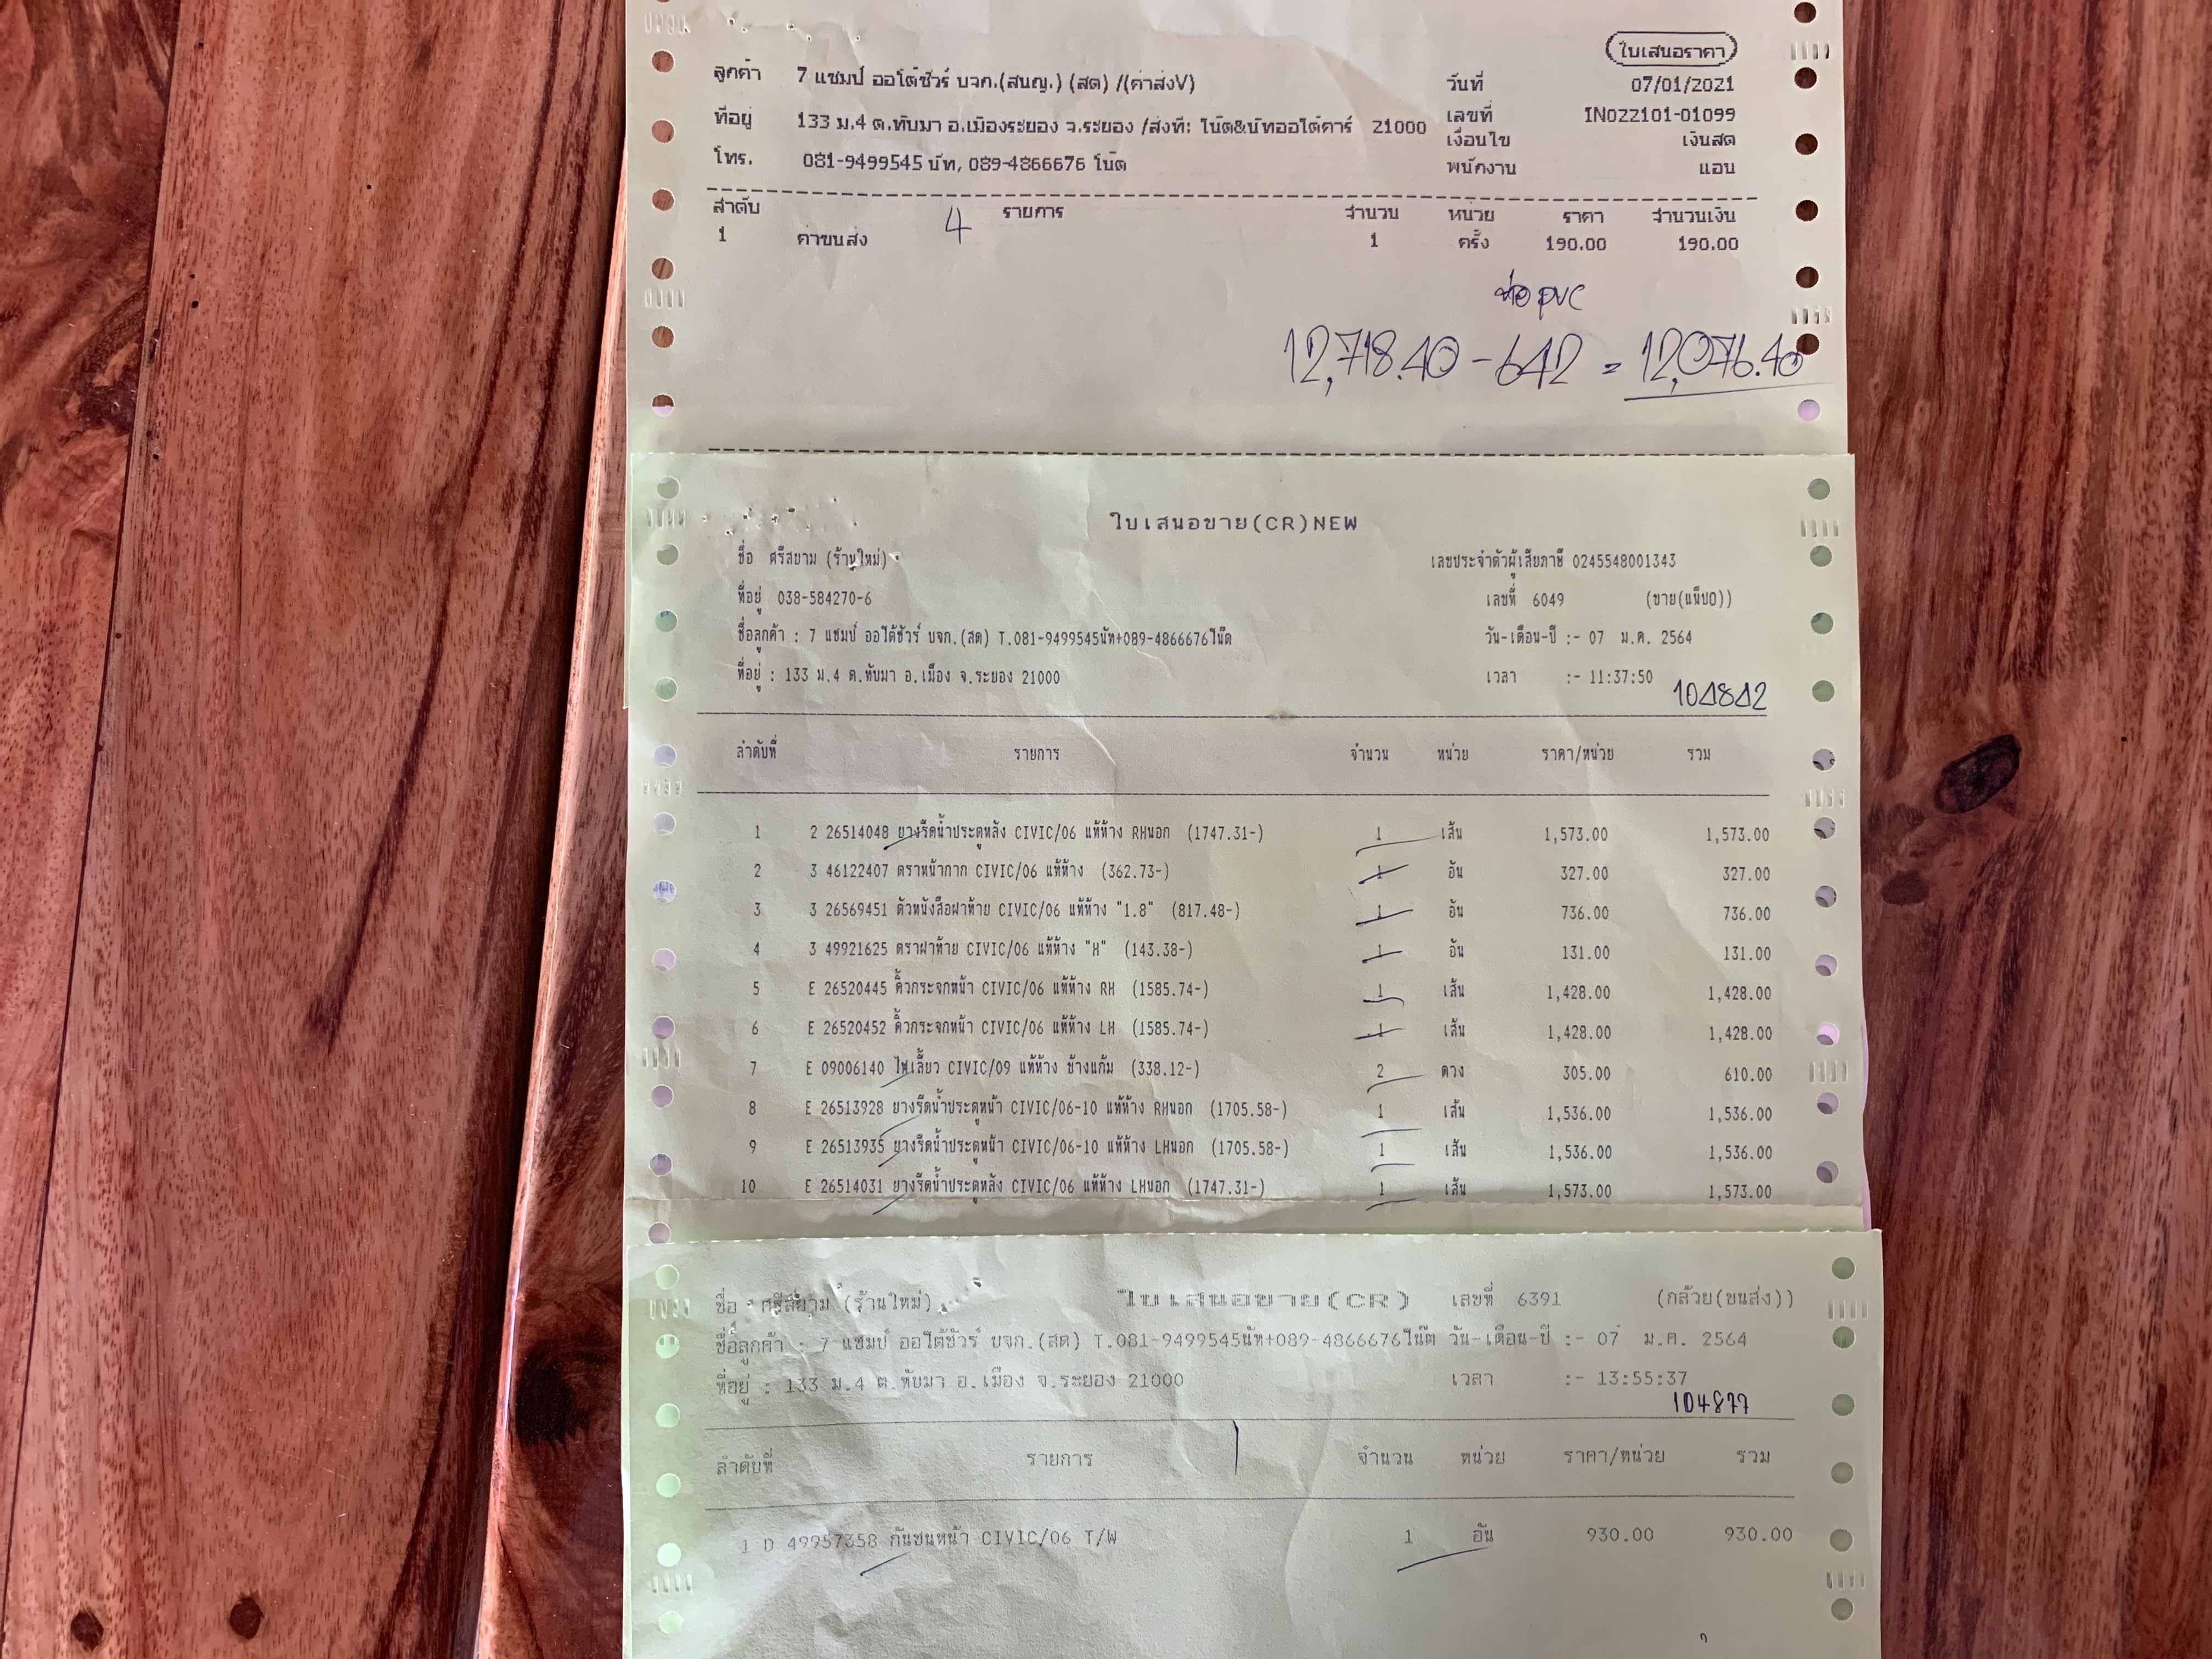 ใบเสนอราคา
ลูกค้า 7 แชมป์ ออโต้ชัวร์ บจก.(สนญ.) (สด) /(ค่าส่งV) วันที่ 07/01/2021
ที่อยู่ 133 ม.4 ต.ทับมา อ.เมืองระยอง จ.ระยอง /ส่งที่: โน๊ต&นัทออโต้คาร์ 21000 เลขที่ IN022101-01099
เงื่อนไข เงินสด
โทร. 081-9499545 นัท, 089-4866676 โน๊ต พนักงาน แอน
ลำดับ 4 รายการ จำนวน หน่วย ราคา จำนวนเงิน
1 ค่าขนส่ง 1 ครั้ง 190.00 190.00
ท่อ pvc
12,718.40 - 642 = 12,076.40
ใบเสนอขาย(CR)NEW
ชื่อ ศรีสยาม (ร้านใหม่) เลขประจำตัวผู้เสียภาษี 0245548001343
ที่อยู่ 038-584270-6 เลขที่ 6049 (ขาย(แน็ป0))
ชื่อลูกค้า : 7 แชมป์ ออโต้ชัวร์ บจก.(สด) T.081-9499545นัท+089-4866676โน๊ต วัน-เดือน-ปี :- 07 ม.ค. 2564
ที่อยู่ : 133 ม.4 ต.ทับมา อ.เมือง จ.ระยอง 21000 เวลา :- 11:37:50
104842
ลำดับที่ รายการ จำนวน หน่วย ราคา/หน่วย รวม
1 2 26514048 ยางรีดน้ำประตูหลัง CIVIC/06 แท้ห้าง RHนอก (1747.31-) 1 เส้น 1,573.00 1,573.00
2 3 46122407 ตราหน้ากาก CIVIC/06 แท้ห้าง (362.73-) 1 อัน 327.00 327.00
3 3 26569451 ตัวหนังสือฝาท้าย CIVIC/06 แท้ห้าง "1.8" (817.48-) 1 อัน 736.00 736.00
4 3 49921625 ตราฝาท้าย CIVIC/06 แท้ห้าง "H" (143.38-) 1 อัน 131.00 131.00
5 E 26520445 คิ้วกระจกหน้า CIVIC/06 แท้ห้าง RH (1585.74-) 1 เส้น 1,428.00 1,428.00
6 E 26520452 คิ้วกระจกหน้า CIVIC/06 แท้ห้าง LH (1585.74-) 1 เส้น 1,428.00 1,428.00
7 E 09006140 ไฟเลี้ยว CIVIC/09 แท้ห้าง ข้างแก้ม (338.12-) 2 ดวง 305.00 610.00
8 E 26513928 ยางรีดน้ำประตูหน้า CIVIC/06-10 แท้ห้าง RHนอก (1705.58-) 1 เส้น 1,536.00 1,536.00
9 E 26513935 ยางรีดน้ำประตูหน้า CIVIC/06-10 แท้ห้าง LHนอก (1705.58-) 1 เส้น 1,536.00 1,536.00
10 E 26514031 ยางรีดน้ำประตูหลัง CIVIC/06 แท้ห้าง LHนอก (1747.31-) 1 เส้น 1,573.00 1,573.00
ชื่อ ศรีสยาม (ร้านใหม่) ใบเสนอขาย(CR) เลขที่ 6391 (กล้วย(ขนส่ง))
ชื่อลูกค้า : 7 แชมป์ ออโต้ชัวร์ บจก.(สด) T.081-9499545นัท+089-4866676โน๊ต วัน-เดือน-ปี :- 07 ม.ค. 2564
ที่อยู่ : 133 ม.4 ต.ทับมา อ.เมือง จ.ระยอง 21000 เวลา :- 13:55:37
104877
ลำดับที่ รายการ จำนวน หน่วย ราคา/หน่วย รวม
1 D 49957358 กันชนหน้า CIVIC/06 T/W 1 อัน 930.00 930.00